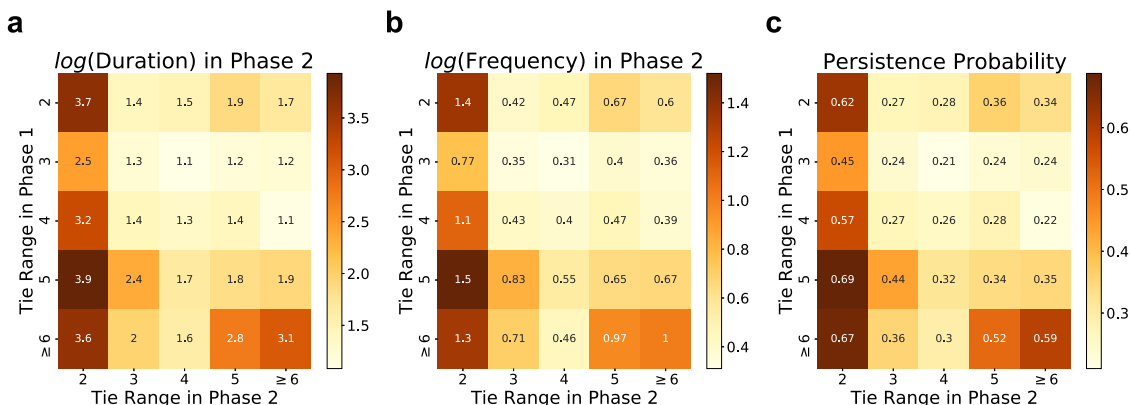 a
log(Duration) in Phase 2
Tie Range in Phase 1
2 3.7 1.4 1.5 1.9 1.7
3 2.5 1.3 1.1 1.2 1.2
4 3.2 1.4 1.3 1.4 1.1
5 3.9 2.4 1.7 1.8 1.9
≥ 6 3.6 2 1.6 2.8 3.1
2 3 4 5 ≥ 6
Tie Range in Phase 2
3.5
3.0
2.5
2.0
1.5
b
log(Frequency) in Phase 2
Tie Range in Phase 1
2 1.4 0.42 0.47 0.67 0.6
3 0.77 0.35 0.31 0.4 0.36
4 1.1 0.43 0.4 0.47 0.39
5 1.5 0.83 0.55 0.65 0.67
≥ 6 1.3 0.71 0.46 0.97 1
2 3 4 5 ≥ 6
Tie Range in Phase 2
1.4
1.2
1.0
0.8
0.6
0.4
c
Persistence Probability
Tie Range in Phase 1
2 0.62 0.27 0.28 0.36 0.34
3 0.45 0.24 0.21 0.24 0.24
4 0.57 0.27 0.26 0.28 0.22
5 0.69 0.44 0.32 0.34 0.35
≥ 6 0.67 0.36 0.3 0.52 0.59
2 3 4 5 ≥ 6
Tie Range in Phase 2
0.6
0.5
0.4
0.3